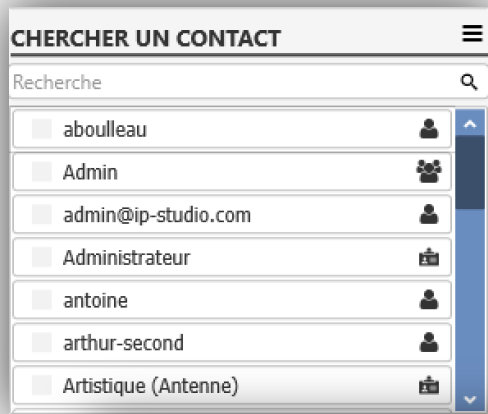 CHERCHER UN CONTACT
Recherche
aboulleau
Admin
admin@ip-studio.com
Administrateur
antoine
arthur-second
Artistique (Antenne)